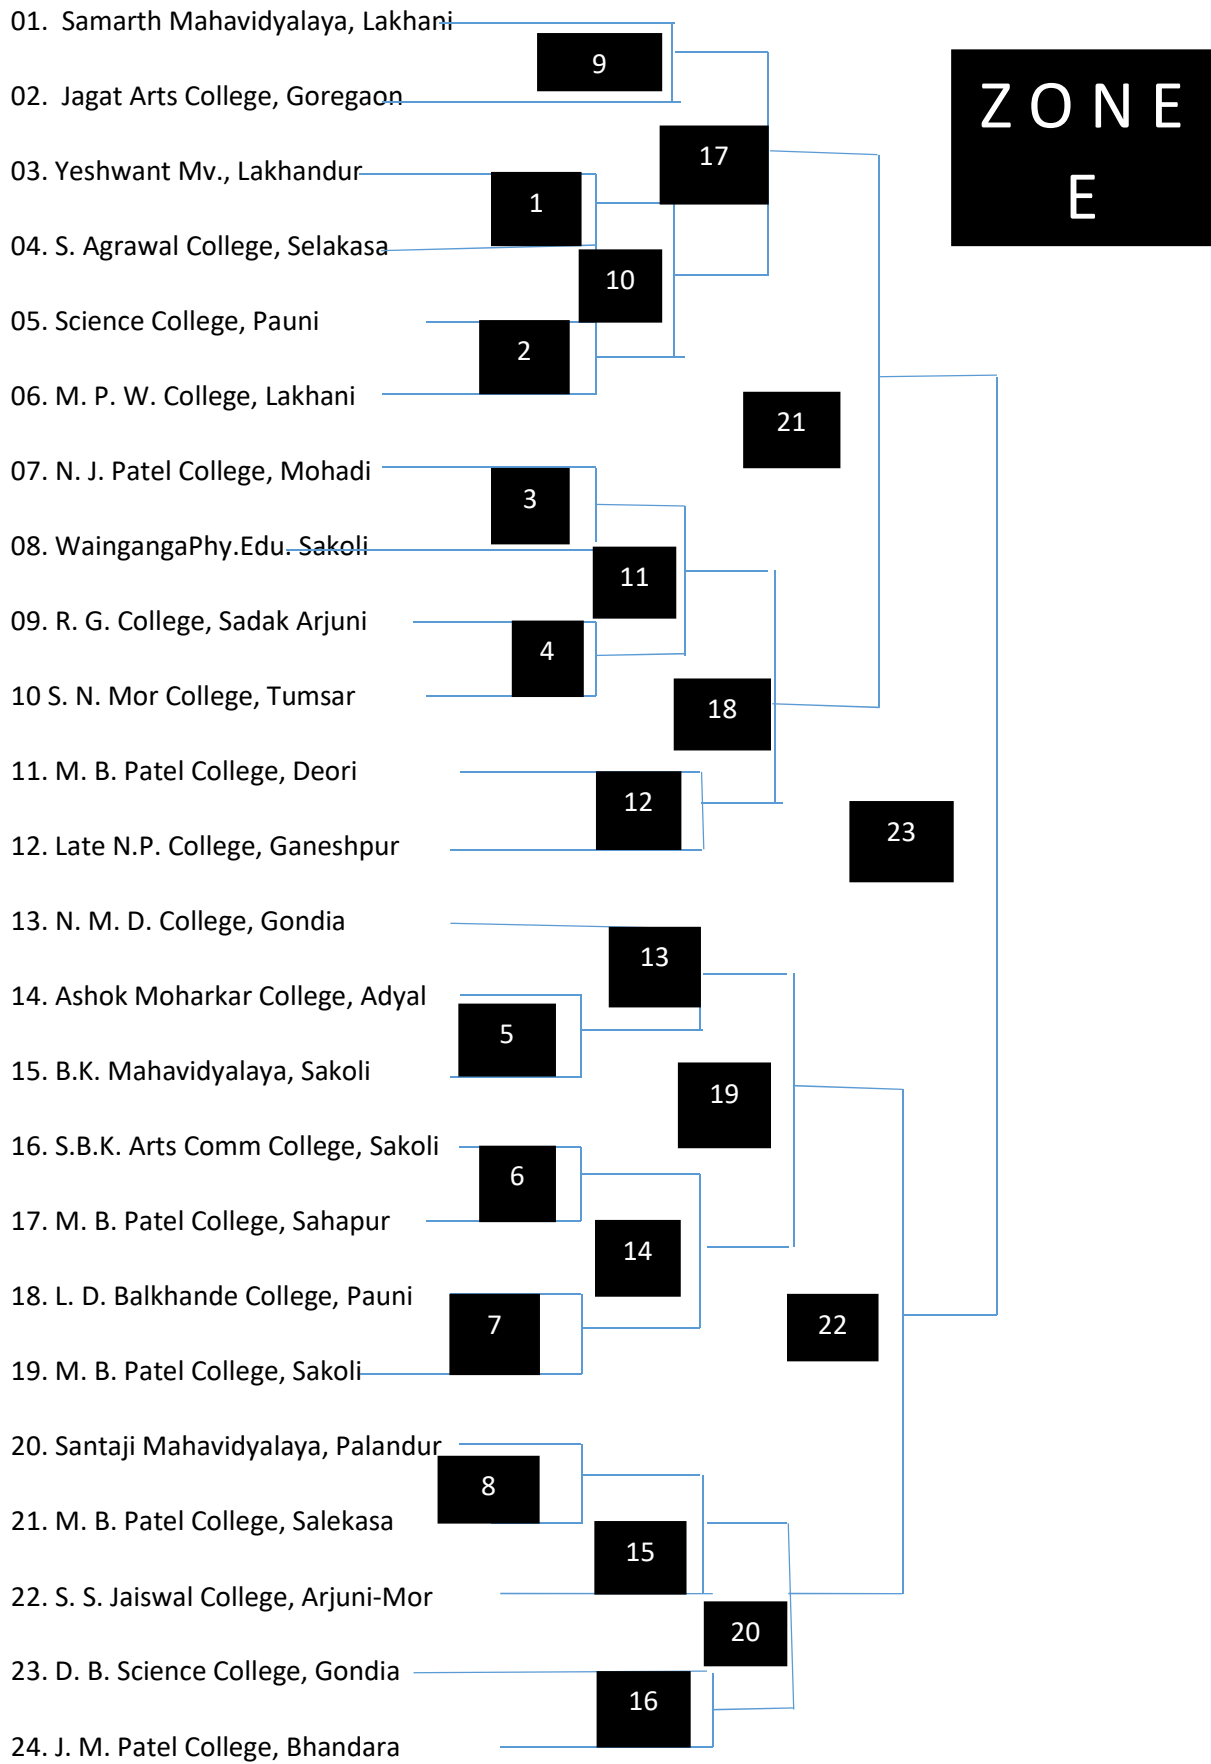 01. Samarth Mahavidyalaya, Lakhani
9
ZONE
E
02. Jagat Arts College, Goregaon
17
03. Yeshwant Mv., Lakhandur
1
04. S. Agrawal College, Selakasa
10
05. Science College, Pauni
2
06. M. P. W. College, Lakhani
21
07. N. J. Patel College, Mohadi
3
08. WaingangaPhy.Edu. Sakoli
11
09. R. G. College, Sadak Arjuni
4
10 S. N. Mor College, Tumsar
18
11. M. B. Patel College, Deori
12
23
12. Late N.P. College, Ganeshpur
13. N. M. D. College, Gondia
13
14. Ashok Moharkar College, Adyal
5
15. B.K. Mahavidyalaya, Sakoli
19
16. S.B.K. Arts Comm College, Sakoli
6
17. M. B. Patel College, Sahapur
14
18. L. D. Balkhande College, Pauni
7
22
19. M. B. Patel College, Sakoli
20. Santaji Mahavidyalaya, Palandur
8
21. M. B. Patel College, Salekasa
15
22. S. S. Jaiswal College, Arjuni-Mor
20
23. D. B. Science College, Gondia
16
24. J. M. Patel College, Bhandara